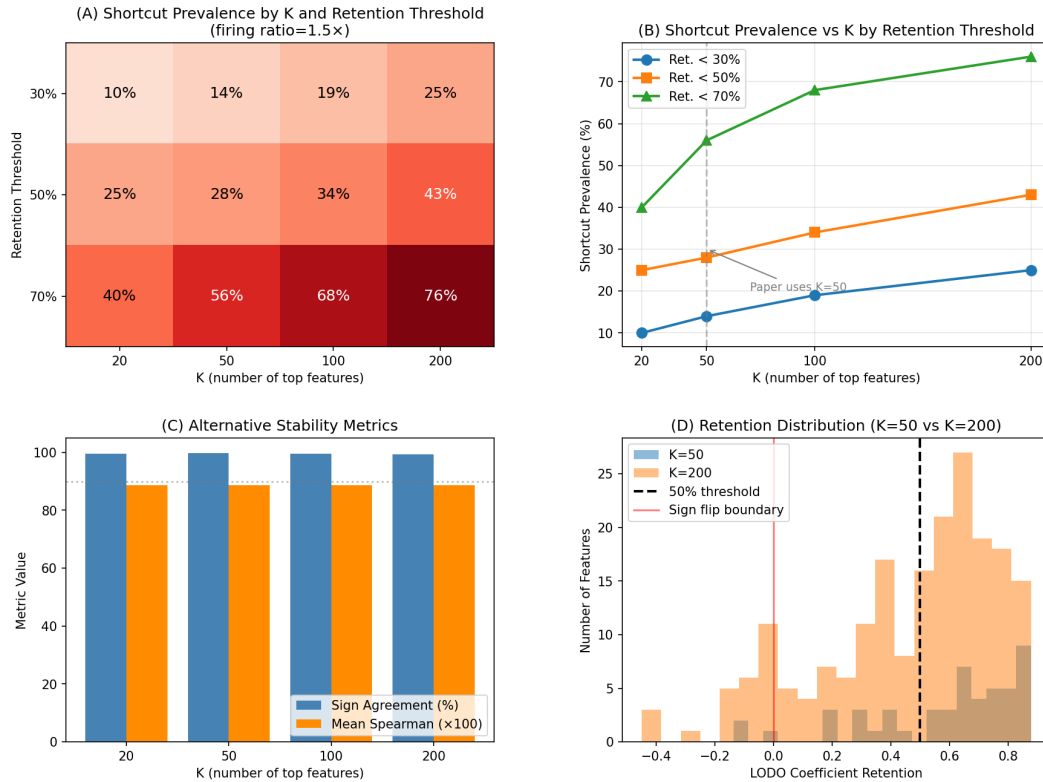 (A) Shortcut Prevalence by K and Retention Threshold
(firing ratio=1.5×)
30%
10%
14%
19%
25%
50%
25%
28%
34%
43%
70%
40%
56%
68%
76%
Retention Threshold
20
50
100
200
K (number of top features)
(B) Shortcut Prevalence vs K by Retention Threshold
Ret. < 30%
Ret. < 50%
Ret. < 70%
70
60
50
40
30
20
10
Shortcut Prevalence (%)
Paper uses K=50
20
50
100
200
K (number of top features)
(C) Alternative Stability Metrics
100
80
60
40
20
0
Metric Value
Sign Agreement (%)
Mean Spearman (×100)
20
50
100
200
K (number of top features)
(D) Retention Distribution (K=50 vs K=200)
K=50
K=200
50% threshold
Sign flip boundary
25
20
15
10
5
0
Number of Features
−0.4
−0.2
0.0
0.2
0.4
0.6
0.8
LODO Coefficient Retention